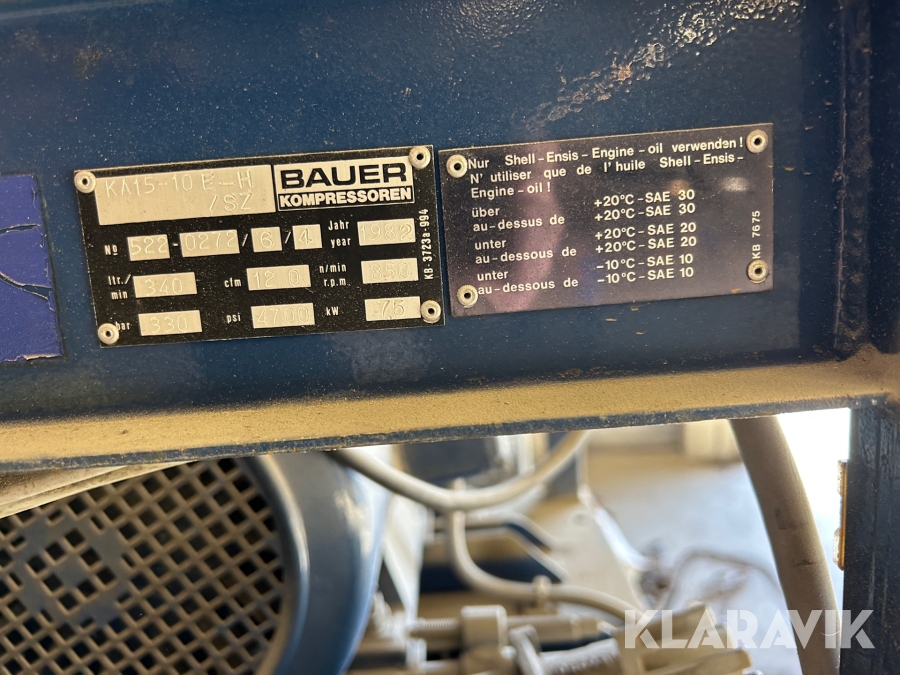 KA15-10 E-H
/SZ
BAUER
KOMPRESSOREN
No 522-0272/6/4 Jahr year 1982
ltr./min 340 cfm 12.0 n/min r.p.m. 850
bar 330 psi 4700 kW 7,5
KB-3723a-994
Nur Shell-Ensis-Engine-oil verwenden!
N' utiliser que de l'huile Shell-Ensis-
Engine-oil!
über +20°C-SAE 30
au-dessus de +20°C-SAE 30
unter +20°C-SAE 20
au-dessous de +20°C-SAE 20
unter -10°C-SAE 10
au-dessous de -10°C-SAE 10
KB 7675
KLARAVIK